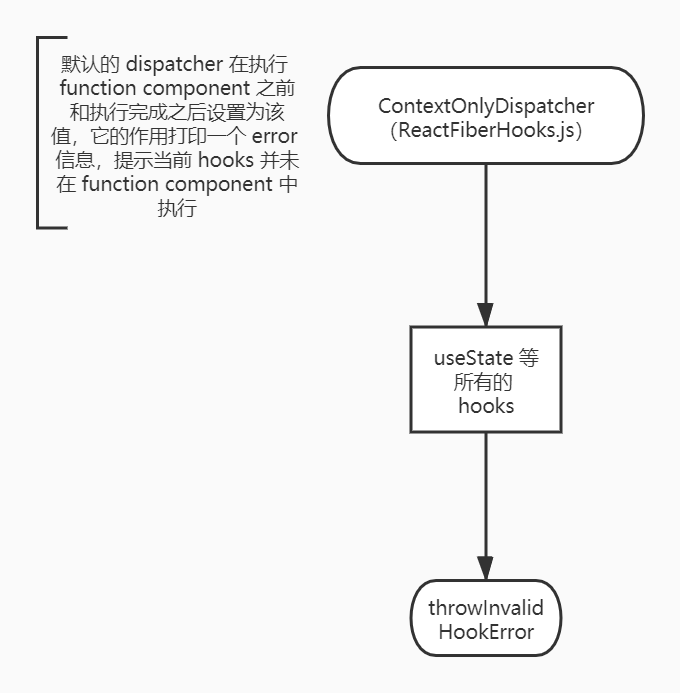 默认的 dispatcher 在执行
function component 之前
和执行完成之后设置为该
值，它的作用打印一个 error
信息，提示当前 hooks 并未
在 function component 中
执行
ContextOnlyDispatcher
（ReactFiberHooks.js）
useState 等
所有的
hooks
throwInvalid
HookError